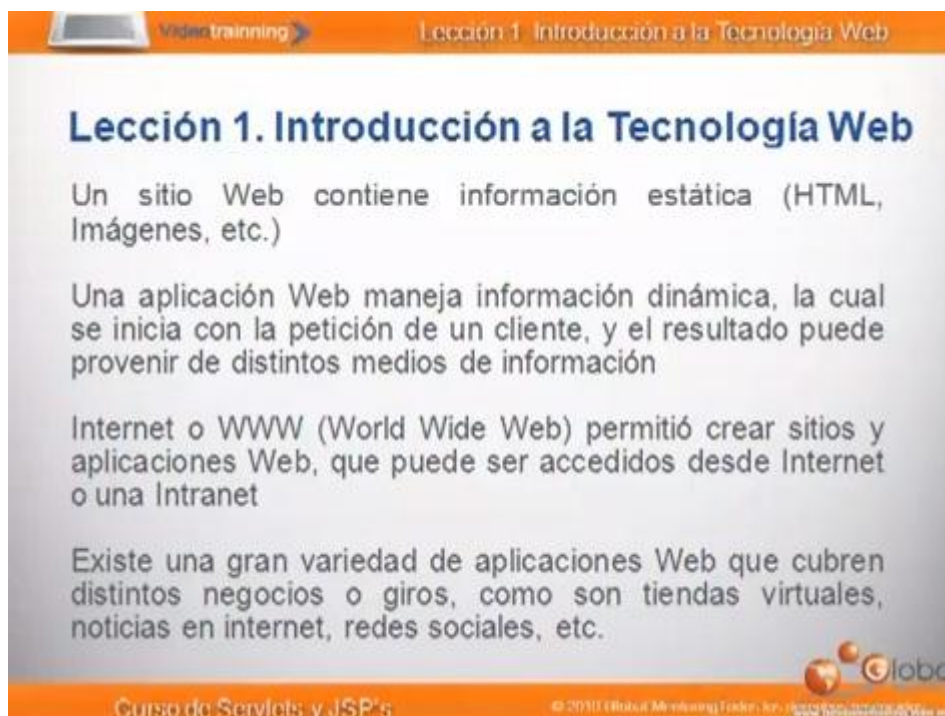 Videotrainning
Lección 1 Introducción a la Tecnología Web
Lección 1. Introducción a la Tecnología Web
Un sitio Web contiene información estática (HTML,
Imágenes, etc.)
Una aplicación Web maneja información dinámica, la cual
se inicia con la petición de un cliente, y el resultado puede
provenir de distintos medios de información
Internet o WWW (World Wide Web) permitió crear sitios y
aplicaciones Web, que puede ser accedidos desde Internet
o una Intranet
Existe una gran variedad de aplicaciones Web que cubren
distintos negocios o giros, como son tiendas virtuales,
noticias en internet, redes sociales, etc.
Globa
Curso de Servlets y JSP's
© 2010 Global Mentoring